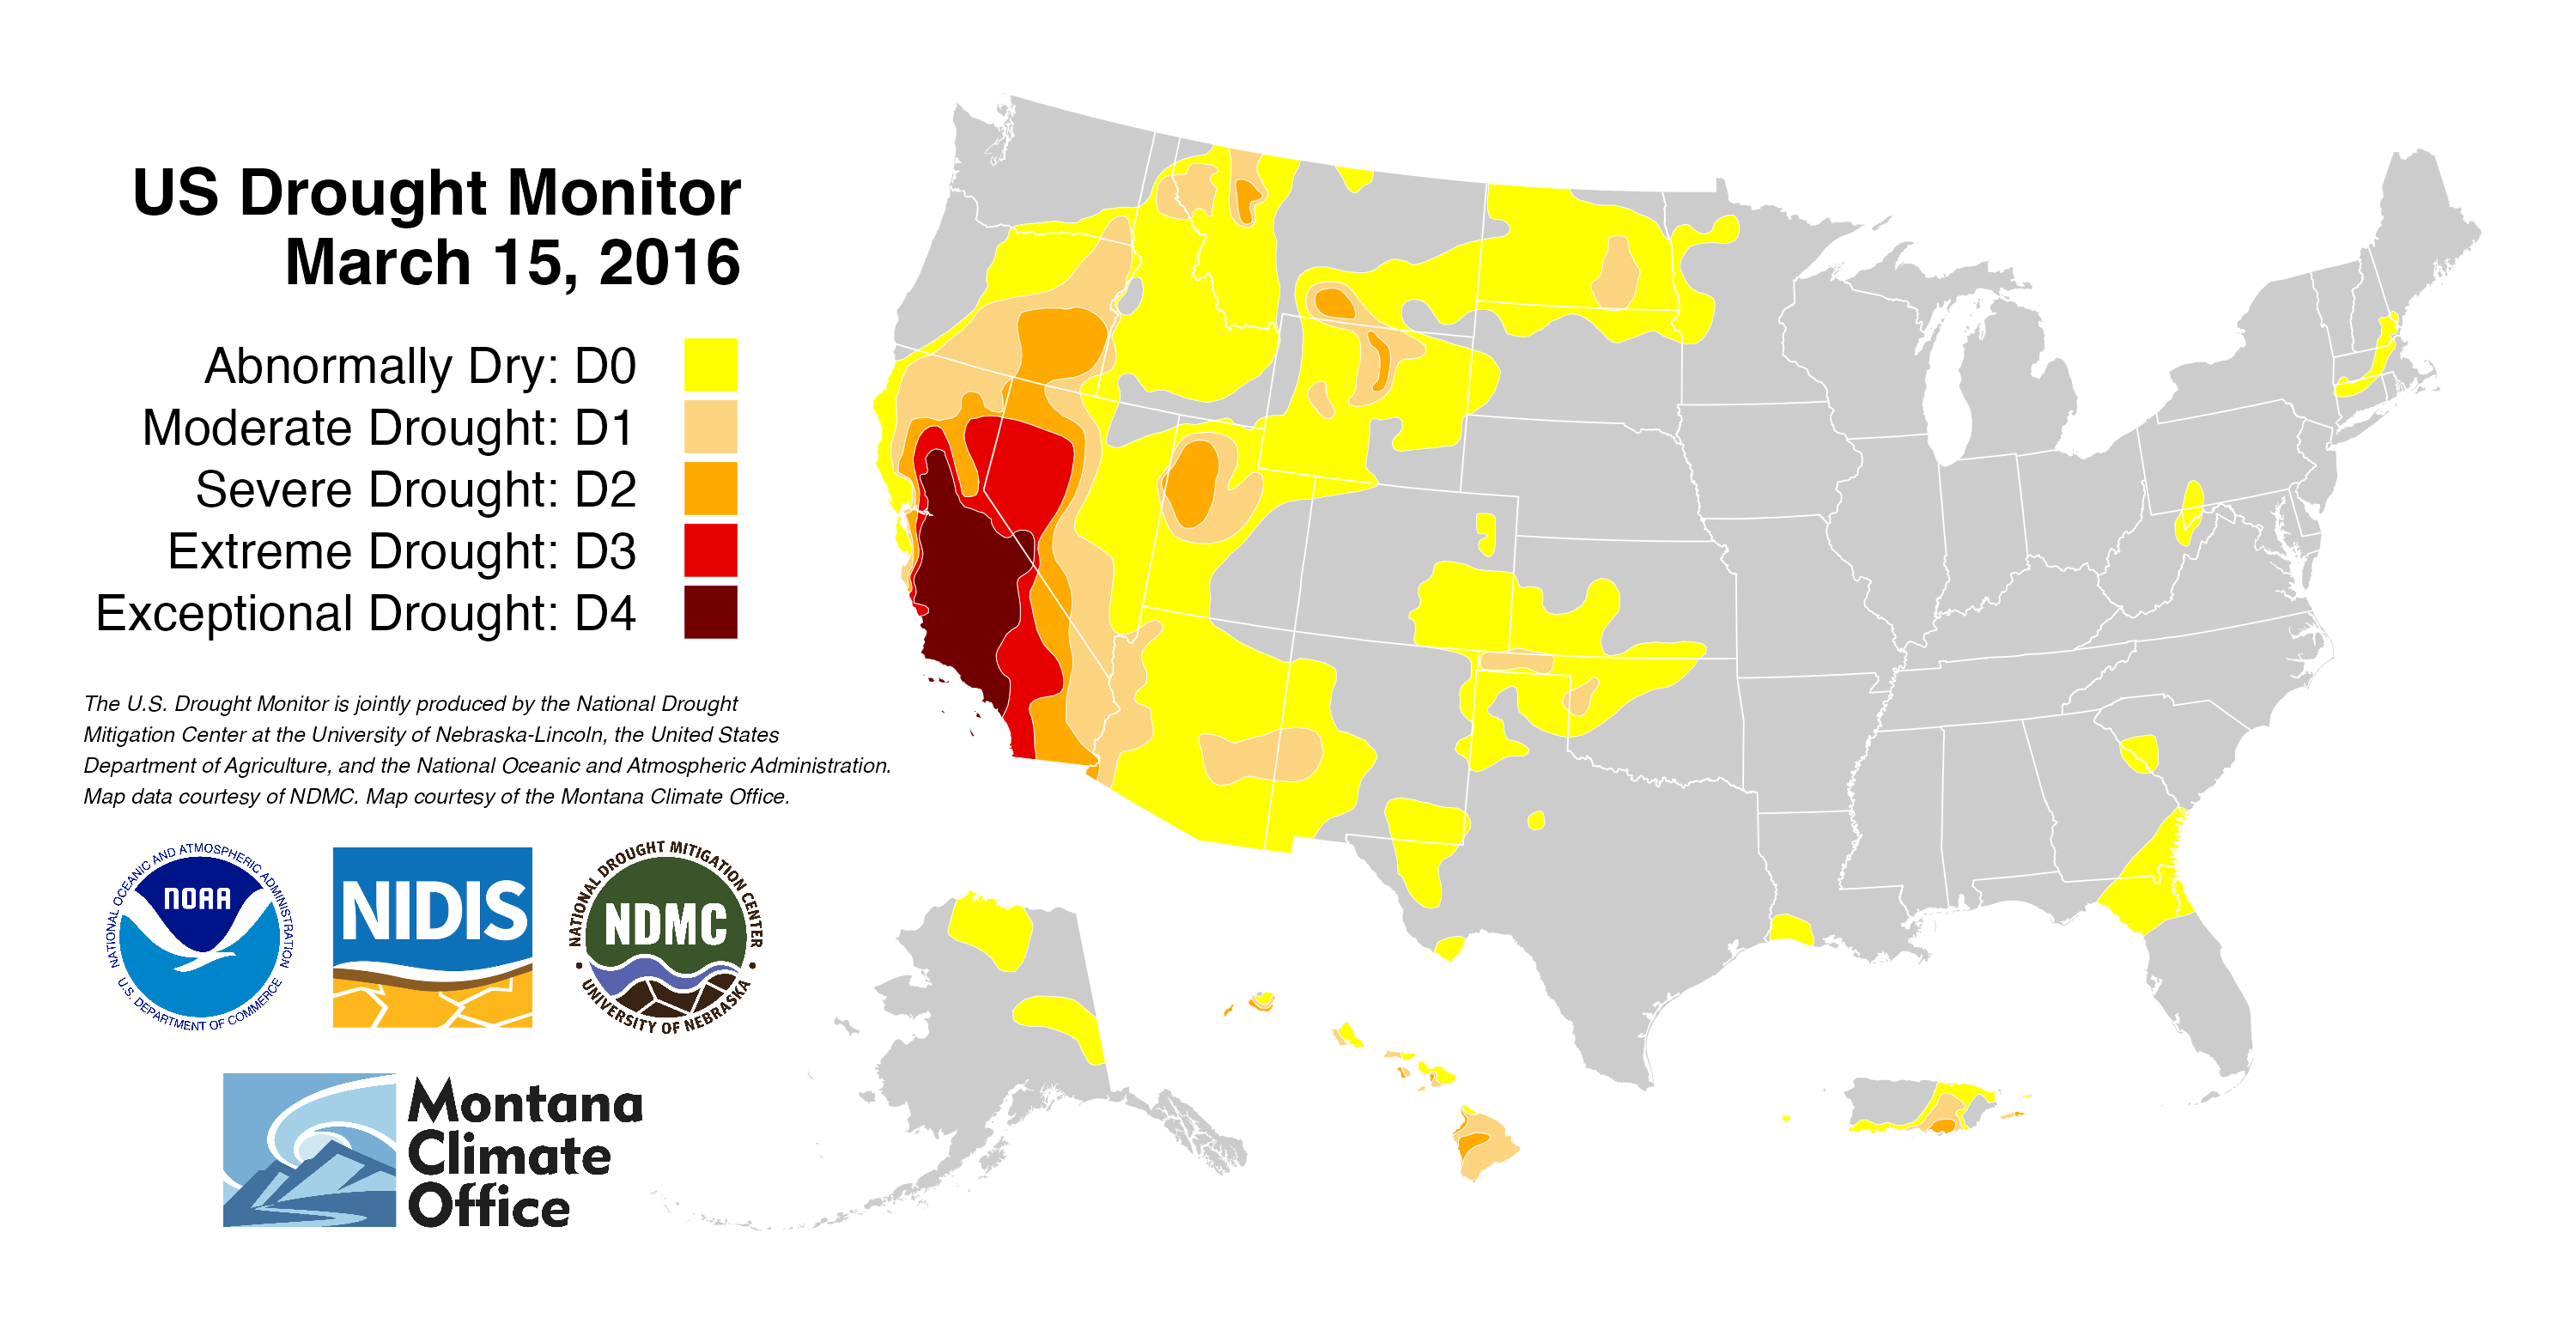 US Drought Monitor
March 15, 2016
Abnormally Dry: D0
Moderate Drought: D1
Severe Drought: D2
Extreme Drought: D3
Exceptional Drought: D4
The U.S. Drought Monitor is jointly produced by the National Drought
Mitigation Center at the University of Nebraska-Lincoln, the United States
Department of Agriculture, and the National Oceanic and Atmospheric Administration.
Map data courtesy of NDMC. Map courtesy of the Montana Climate Office.
NATIONAL OCEANIC AND ATMOSPHERIC ADMINISTRATION
NOAA
U.S. DEPARTMENT OF COMMERCE
NIDIS
NATIONAL DROUGHT MITIGATION CENTER
NDMC
UNIVERSITY OF NEBRASKA
Montana
Climate
Office